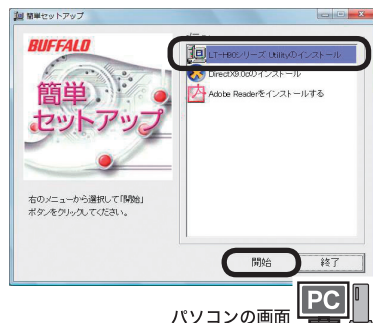 簡単セットアップ
BUFFALO
簡単
セットアップ
右のメニューから選択して「開始」
ボタンをクリックしてください。
メニュー
LT-H90シリーズ Utilityのインストール
DirectX9.0cのインストール
Adobe Readerをインストールする
開始
終了
パソコンの画面
PC